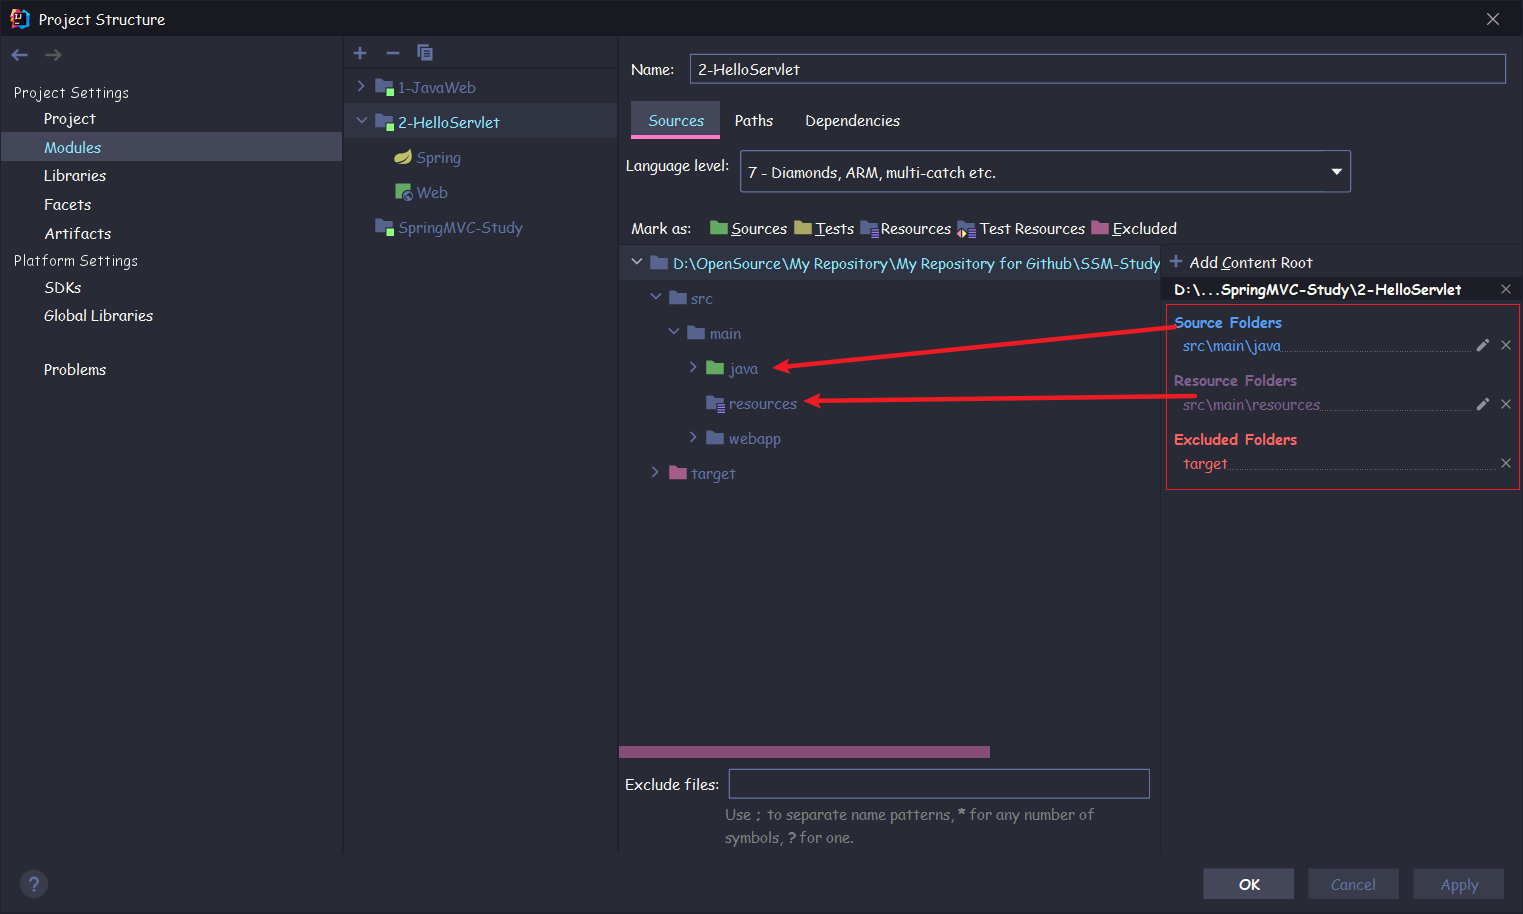 Project Structure
Project Settings
Project
Modules
Libraries
Facets
Artifacts
Platform Settings
SDKs
Global Libraries
Problems
1-JavaWeb
2-HelloServlet
Spring
Web
SpringMVC-Study
Name: 2-HelloServlet
Sources Paths Dependencies
Language level: 7 - Diamonds, ARM, multi-catch etc.
Mark as: Sources Tests Resources Test Resources Excluded
D:\OpenSource\My Repository\My Repository for Github\SSM-Study
src
main
java
resources
webapp
target
Add Content Root
D:\...SpringMVC-Study\2-HelloServlet
Source Folders
src\main\java
Resource Folders
src\main\resources
Excluded Folders
target
Exclude files:
Use ; to separate name patterns, * for any number of
symbols, ? for one.
?
OK Cancel Apply